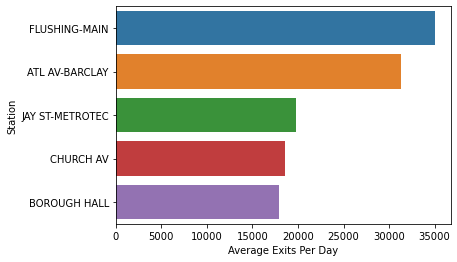 Station
FLUSHING-MAIN
ATL AV-BARCLAY
JAY ST-METROTEC
CHURCH AV
BOROUGH HALL
0 5000 10000 15000 20000 25000 30000 35000
Average Exits Per Day